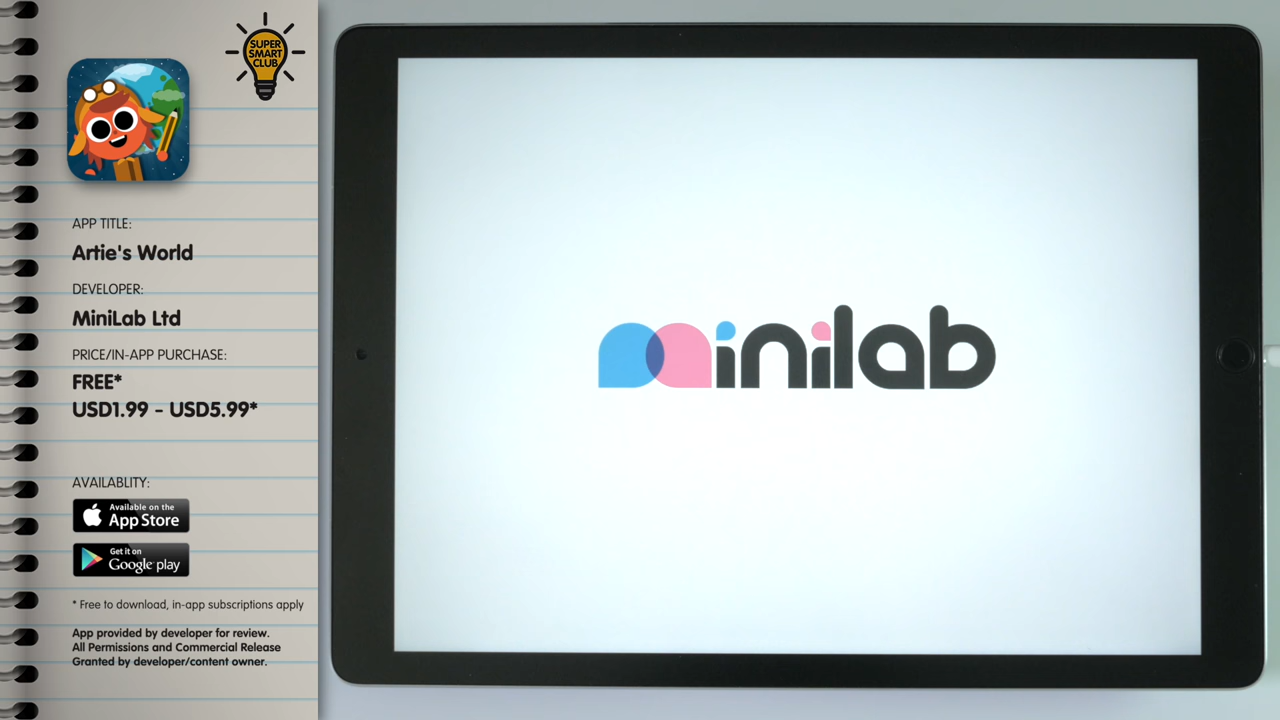 SUPER
SMART
CLUB
APP TITLE:
Artie's World
DEVELOPER:
MiniLab Ltd
PRICE/IN-APP PURCHASE:
FREE*
USD1.99 - USD5.99*
AVAILABLITY:
Available on the
App Store
Get it on
Google play
* Free to download, in-app subscriptions apply
App provided by developer for review.
All Permissions and Commercial Release
Granted by developer/content owner.
minilab